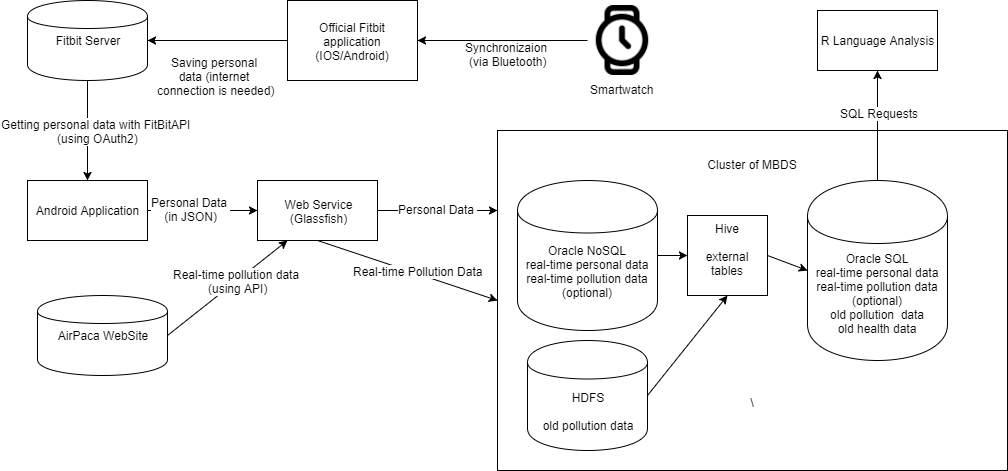 Fitbit Server
Official Fitbit
application
(IOS/Android)
Synchronizaion
(via Bluetooth)
Smartwatch
R Language Analysis
Saving personal
data (internet
connection is needed)
SQL Requests
Getting personal data with FitBitAPI
(using OAuth2)
Cluster of MBDS
Android Application
Personal Data
(in JSON)
Web Service
(Glassfish)
Personal Data
Real-time pollution data
(using API)
Real-time Pollution Data
AirPaca WebSite
Oracle NoSQL
real-time personal data
real-time pollution data
(optional)
Hive
external
tables
Oracle SQL
real-time personal data
real-time pollution data
(optional)
old pollution data
old health data
HDFS
old pollution data
\